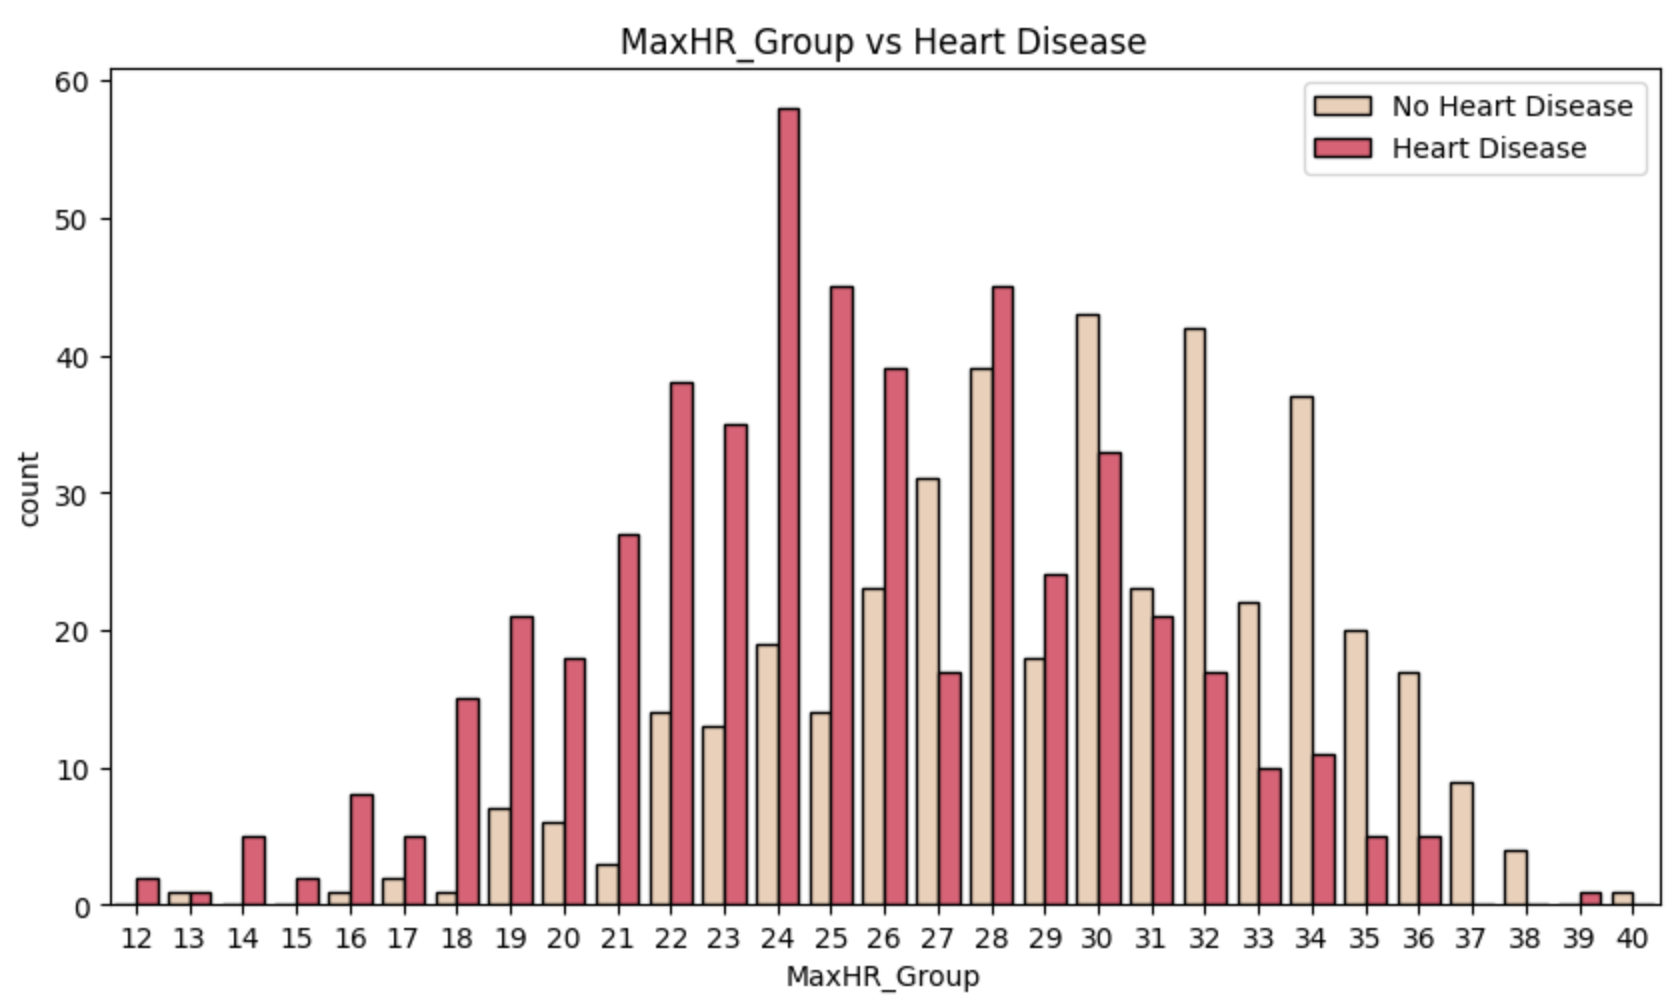 MaxHR_Group vs Heart Disease
No Heart Disease
Heart Disease
60
50
40
30
20
10
0
count
12 13 14 15 16 17 18 19 20 21 22 23 24 25 26 27 28 29 30 31 32 33 34 35 36 37 38 39 40
MaxHR_Group